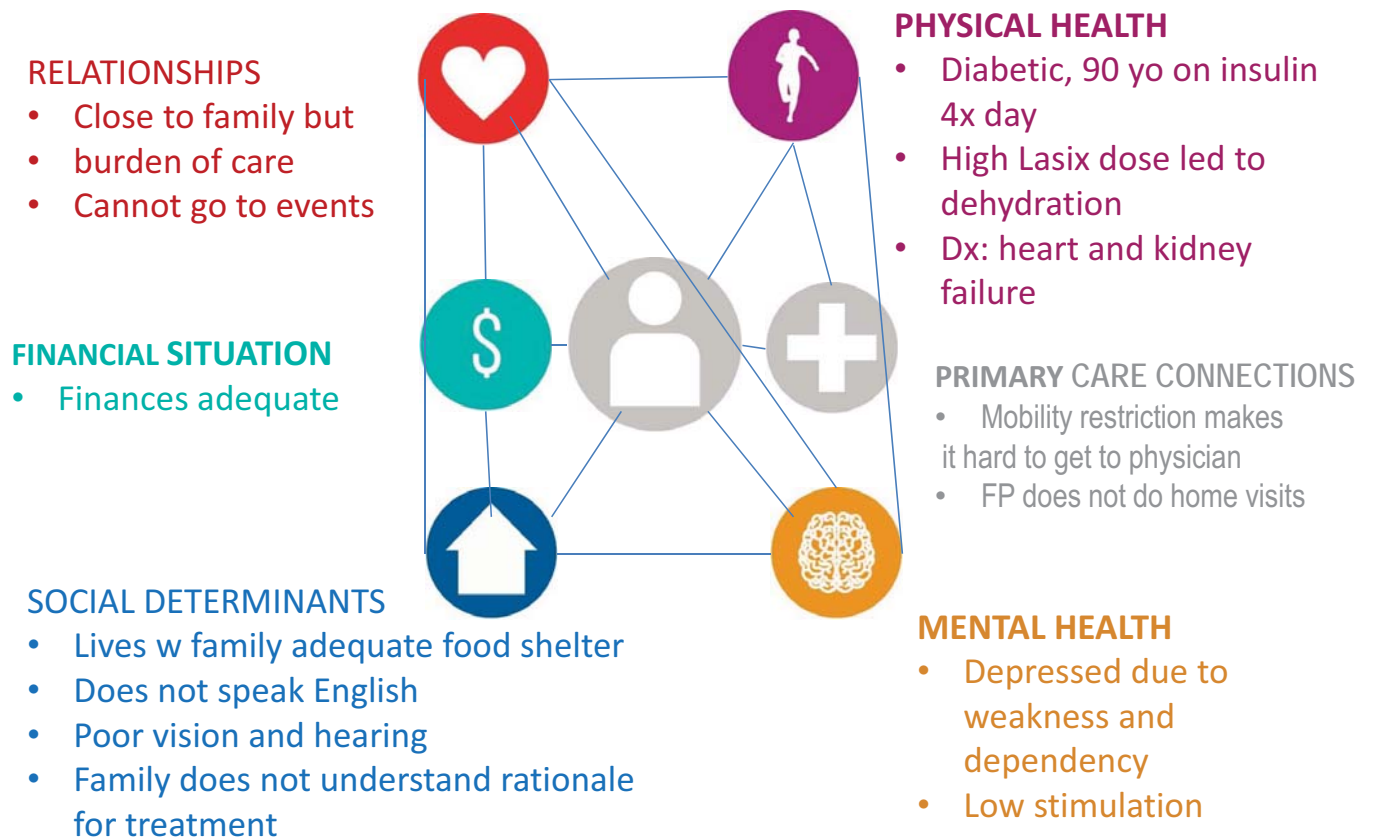 RELATIONSHIPS
• Close to family but
• burden of care
• Cannot go to events
FINANCIAL SITUATION
• Finances adequate
SOCIAL DETERMINANTS
• Lives w family adequate food shelter
• Does not speak English
• Poor vision and hearing
• Family does not understand rationale
for treatment
$
PHYSICAL HEALTH
• Diabetic, 90 yo on insulin
4x day
• High Lasix dose led to
dehydration
• Dx: heart and kidney
failure
PRIMARY CARE CONNECTIONS
• Mobility restriction makes
it hard to get to physician
• FP does not do home visits
MENTAL HEALTH
• Depressed due to
weakness and
dependency
• Low stimulation